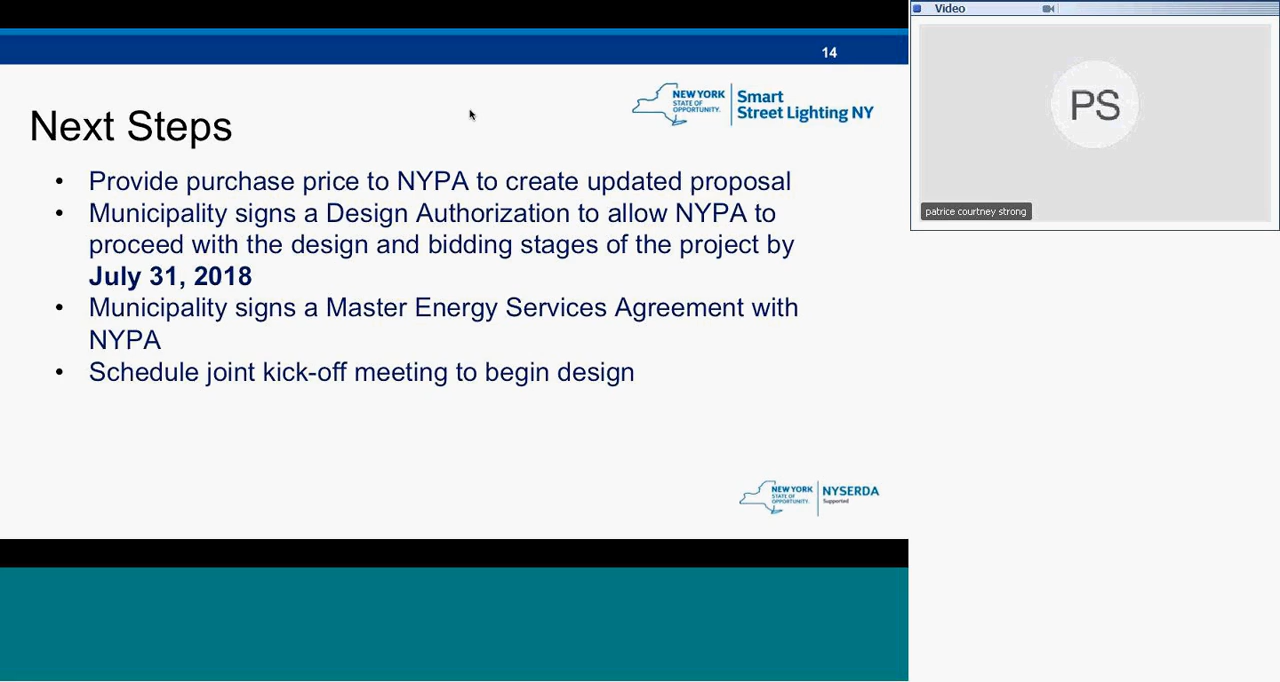 14
Video
NEW YORK
STATE OF
OPPORTUNITY.
Smart
Street Lighting NY
Next Steps
• Provide purchase price to NYPA to create updated proposal
• Municipality signs a Design Authorization to allow NYPA to
proceed with the design and bidding stages of the project by
July 31, 2018
• Municipality signs a Master Energy Services Agreement with
NYPA
• Schedule joint kick-off meeting to begin design
NEW YORK
STATE OF
OPPORTUNITY.
NYSERDA
Supported
PS
patrice courtney strong